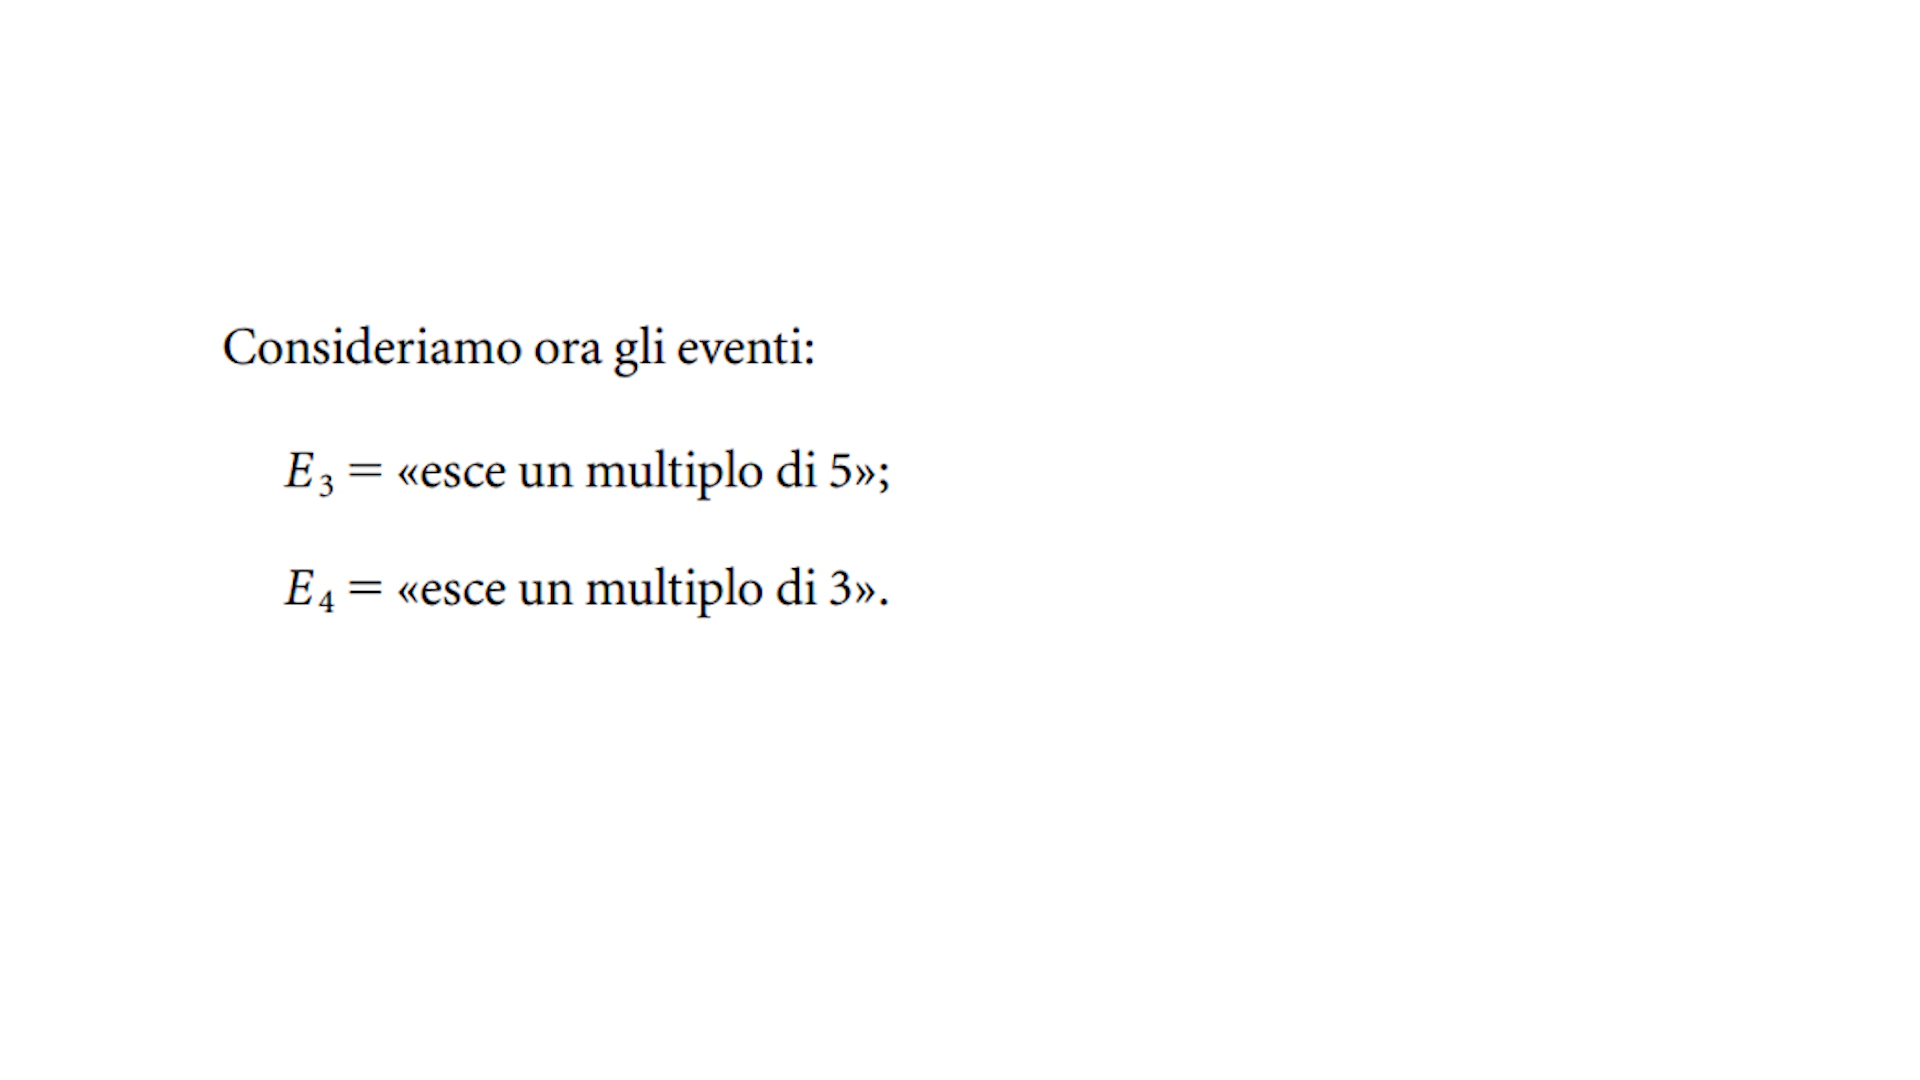 Consideriamo ora gli eventi:
E₃ = «esce un multiplo di 5»;
E₄ = «esce un multiplo di 3».